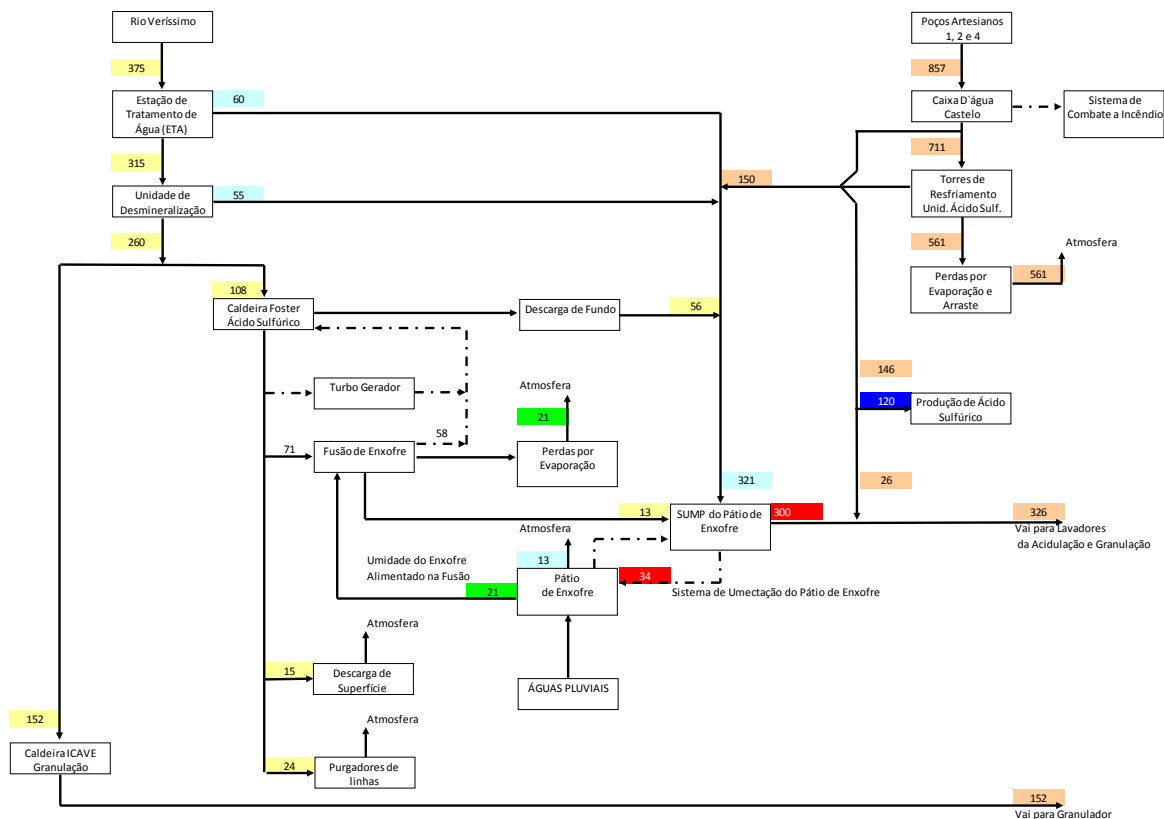 Rio Veríssimo
Poços Artesianos
1, 2 e 4
375
857
Estação de
Tratamento de
Água (ETA)
60
Caixa D`água
Castelo
Sistema de
Combate a Incêndio
315
711
Unidade de
Desmineralização
55
150
Torres de
Resfriamento
Unid. Ácido Sulf.
260
561
Atmosfera
561
Perdas por
Evaporação e
Arraste
108
Caldeira Foster
Ácido Sulfúrico
Descarga de Fundo
56
146
Turbo Gerador
Atmosfera
120
Produção de Ácido
Sulfúrico
21
58
71
Fusão de Enxofre
Perdas por
Evaporação
321
26
13
SUMP do Pátio de
Enxofre
300
326
Vai para Lavadores
da Acidulação e Granulação
Atmosfera
Umidade do Enxofre
Alimentado na Fusão
13
34
Pátio
de Enxofre
21
Sistema de Umectação do Pátio de Enxofre
Atmosfera
15
Descarga de
Superfície
ÁGUAS PLUVIAIS
152
Atmosfera
Caldeira ICAVE
Granulação
24
Purgadores de
linhas
152
Vai para Granulador